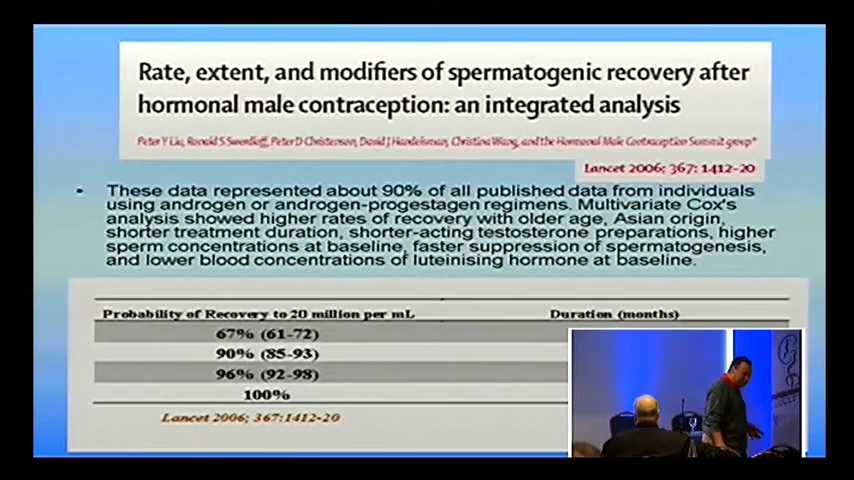 Rate, extent, and modifiers of spermatogenic recovery after
hormonal male contraception: an integrated analysis
Peter Y Liu, Ronald S Swerdloff, Peter D Christenson, David J Handelsman, Christina Wang, and the Hormonal Male Contraception Summit group*
Lancet 2006; 367: 1412-20
• These data represented about 90% of all published data from individuals
using androgen or androgen-progestagen regimens. Multivariate Cox's
analysis showed higher rates of recovery with older age, Asian origin,
shorter treatment duration, shorter-acting testosterone preparations, higher
sperm concentrations at baseline, faster suppression of spermatogenesis,
and lower blood concentrations of luteinising hormone at baseline.
Probability of Recovery to 20 million per mL Duration (months)
67% (61-72)
90% (85-93)
96% (92-98)
100%
Lancet 2006; 367:1412-20